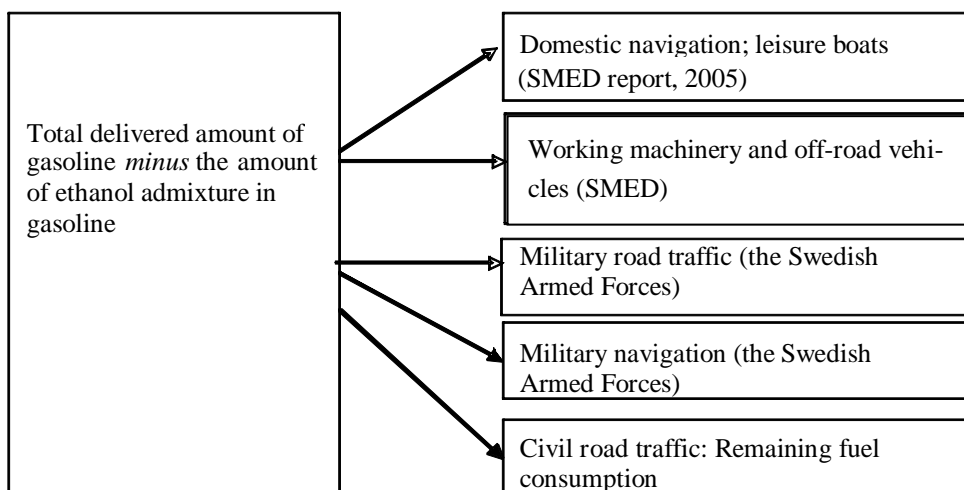 Total delivered amount of
gasoline minus the amount
of ethanol admixture in
gasoline
Domestic navigation; leisure boats
(SMED report, 2005)
Working machinery and off-road vehi-
cles (SMED)
Military road traffic (the Swedish
Armed Forces)
Military navigation (the Swedish
Armed Forces)
Civil road traffic: Remaining fuel
consumption